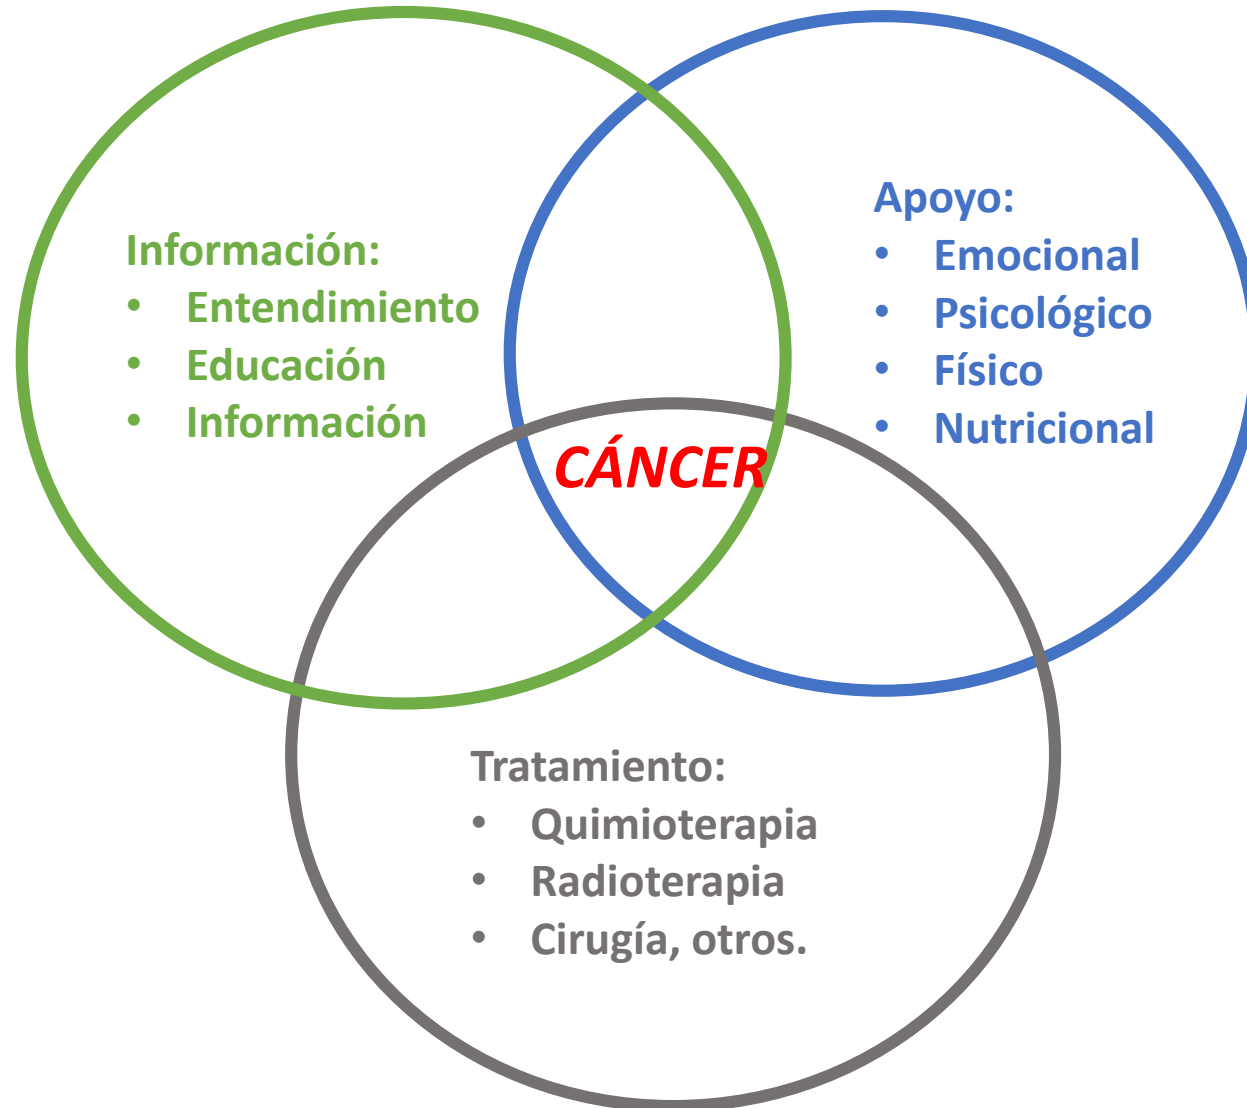 Información:
• Entendimiento
• Educación
• Información
Apoyo:
• Emocional
• Psicológico
• Físico
• Nutricional
CÁNCER
Tratamiento:
• Quimioterapia
• Radioterapia
• Cirugía, otros.